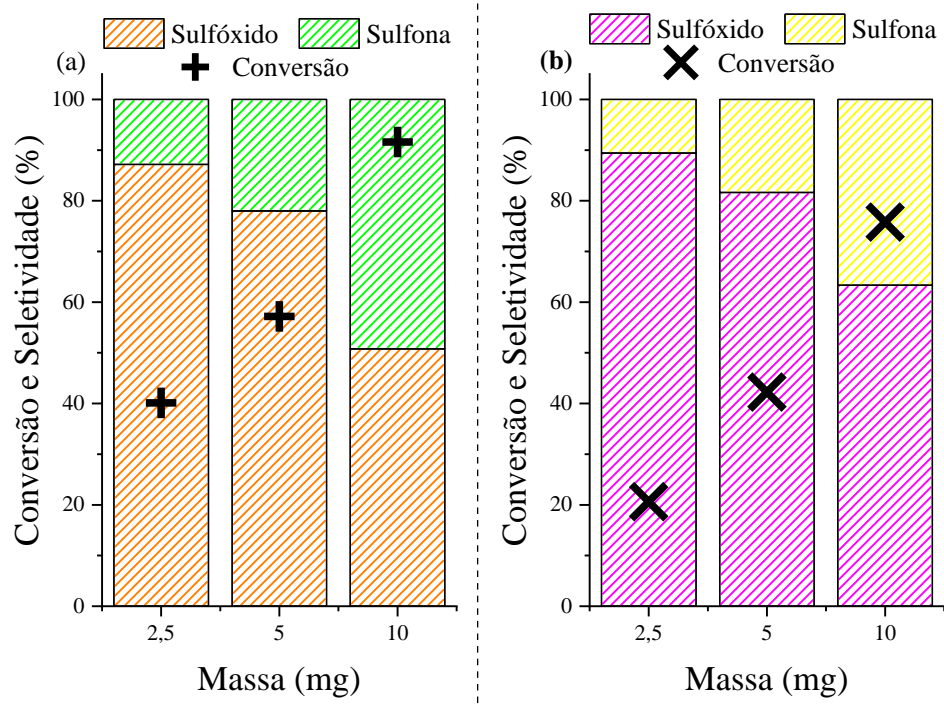 Sulfóxido Sulfona
(a) Conversão
100
80
60
40
20
0
Conversão e Seletividade (%)
2,5 5 10
Massa (mg)
Sulfóxido Sulfona
(b) Conversão
100
80
60
40
20
0
Conversão e Seletividade (%)
2,5 5 10
Massa (mg)